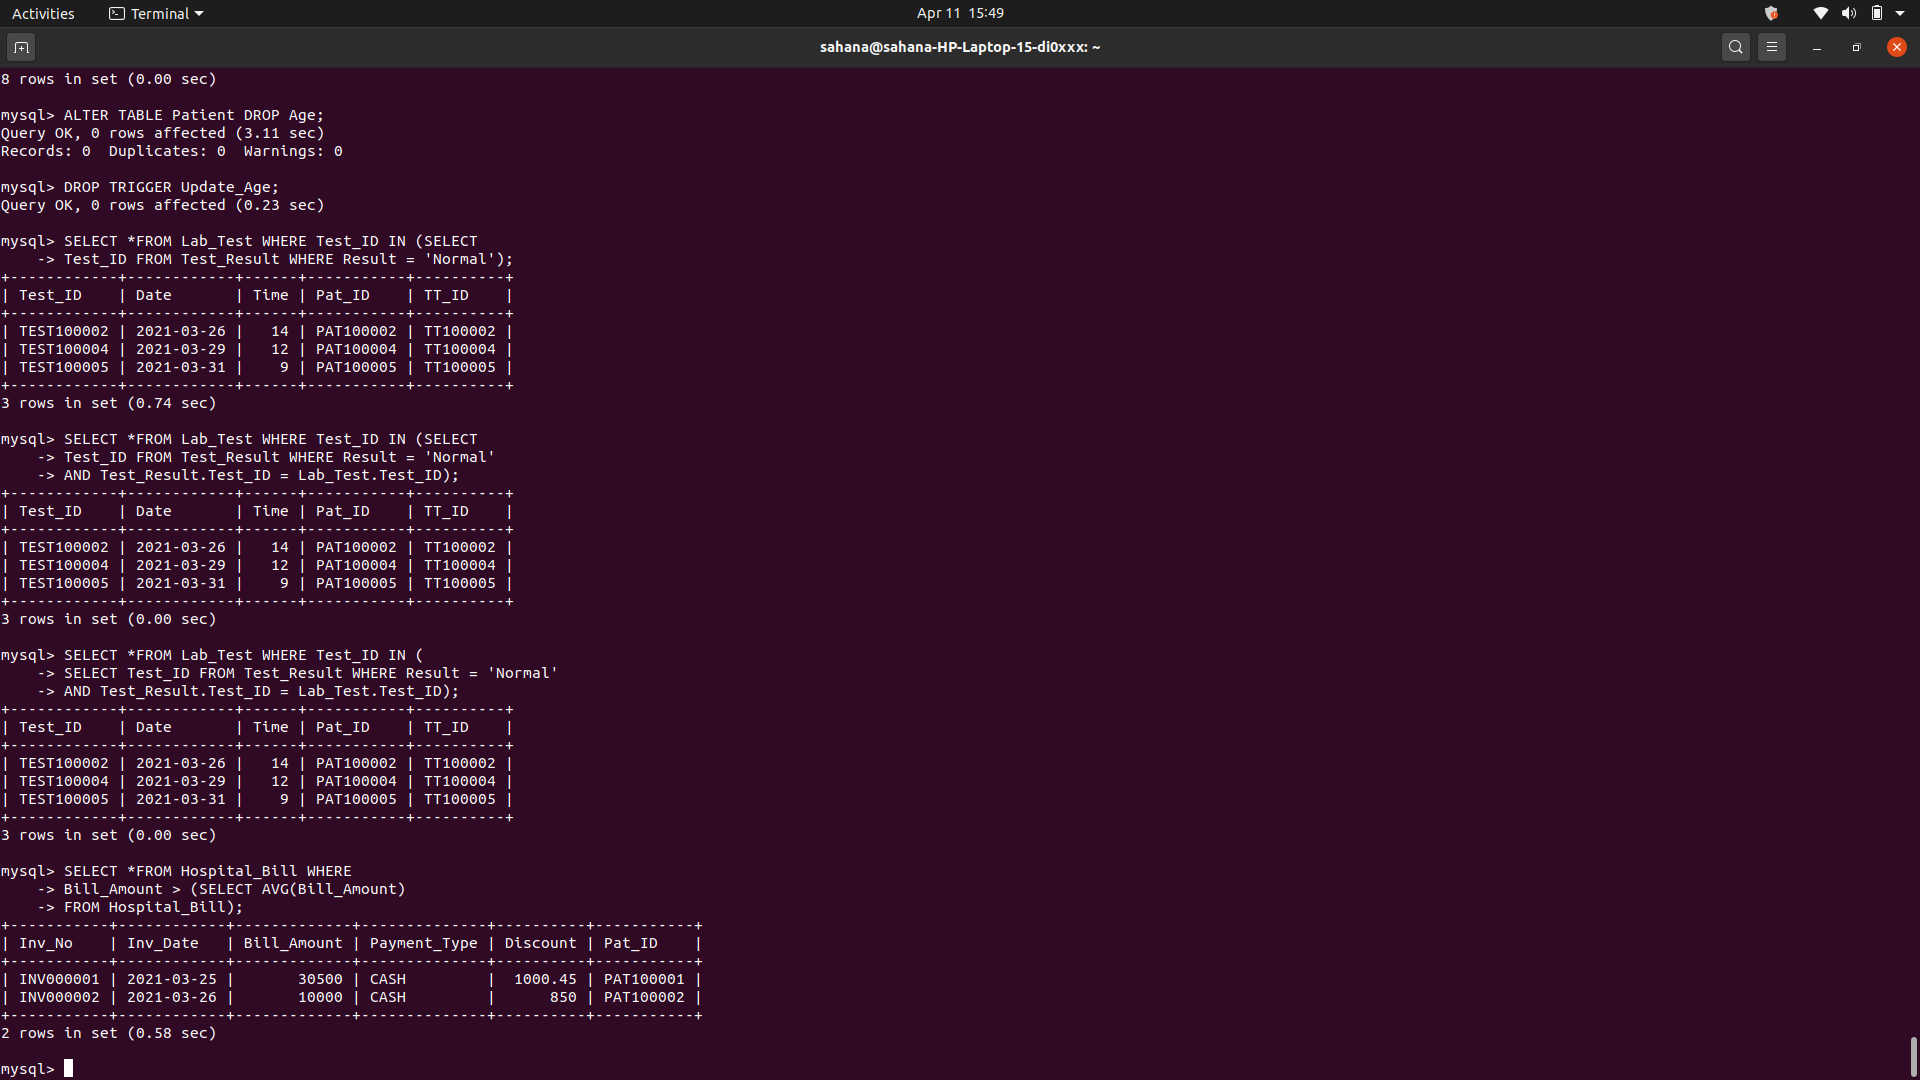 Activities Terminal Apr 11 15:49
sahana@sahana-HP-Laptop-15-di0xxx: ~
8 rows in set (0.00 sec)
mysql> ALTER TABLE Patient DROP Age;
Query OK, 0 rows affected (3.11 sec)
Records: 0  Duplicates: 0  Warnings: 0
mysql> DROP TRIGGER Update_Age;
Query OK, 0 rows affected (0.23 sec)
mysql> SELECT *FROM Lab_Test WHERE Test_ID IN (SELECT
    -> Test_ID FROM Test_Result WHERE Result = 'Normal');
+------------+------------+------+-----------+----------+
| Test_ID    | Date       | Time | Pat_ID    | TT_ID    |
+------------+------------+------+-----------+----------+
| TEST100002 | 2021-03-26 |   14 | PAT100002 | TT100002 |
| TEST100004 | 2021-03-29 |   12 | PAT100004 | TT100004 |
| TEST100005 | 2021-03-31 |    9 | PAT100005 | TT100005 |
+------------+------------+------+-----------+----------+
3 rows in set (0.74 sec)
mysql> SELECT *FROM Lab_Test WHERE Test_ID IN (SELECT
    -> Test_ID FROM Test_Result WHERE Result = 'Normal'
    -> AND Test_Result.Test_ID = Lab_Test.Test_ID);
+------------+------------+------+-----------+----------+
| Test_ID    | Date       | Time | Pat_ID    | TT_ID    |
+------------+------------+------+-----------+----------+
| TEST100002 | 2021-03-26 |   14 | PAT100002 | TT100002 |
| TEST100004 | 2021-03-29 |   12 | PAT100004 | TT100004 |
| TEST100005 | 2021-03-31 |    9 | PAT100005 | TT100005 |
+------------+------------+------+-----------+----------+
3 rows in set (0.00 sec)
mysql> SELECT *FROM Lab_Test WHERE Test_ID IN (
    -> SELECT Test_ID FROM Test_Result WHERE Result = 'Normal'
    -> AND Test_Result.Test_ID = Lab_Test.Test_ID);
+------------+------------+------+-----------+----------+
| Test_ID    | Date       | Time | Pat_ID    | TT_ID    |
+------------+------------+------+-----------+----------+
| TEST100002 | 2021-03-26 |   14 | PAT100002 | TT100002 |
| TEST100004 | 2021-03-29 |   12 | PAT100004 | TT100004 |
| TEST100005 | 2021-03-31 |    9 | PAT100005 | TT100005 |
+------------+------------+------+-----------+----------+
3 rows in set (0.00 sec)
mysql> SELECT *FROM Hospital_Bill WHERE
    -> Bill_Amount > (SELECT AVG(Bill_Amount)
    -> FROM Hospital_Bill);
+-----------+------------+-------------+--------------+----------+-----------+
| Inv_No    | Inv_Date   | Bill_Amount | Payment_Type | Discount | Pat_ID    |
+-----------+------------+-------------+--------------+----------+-----------+
| INV000001 | 2021-03-25 |       30500 | CASH         |  1000.45 | PAT100001 |
| INV000002 | 2021-03-26 |       10000 | CASH         |      850 | PAT100002 |
+-----------+------------+-------------+--------------+----------+-----------+
2 rows in set (0.58 sec)
mysql>